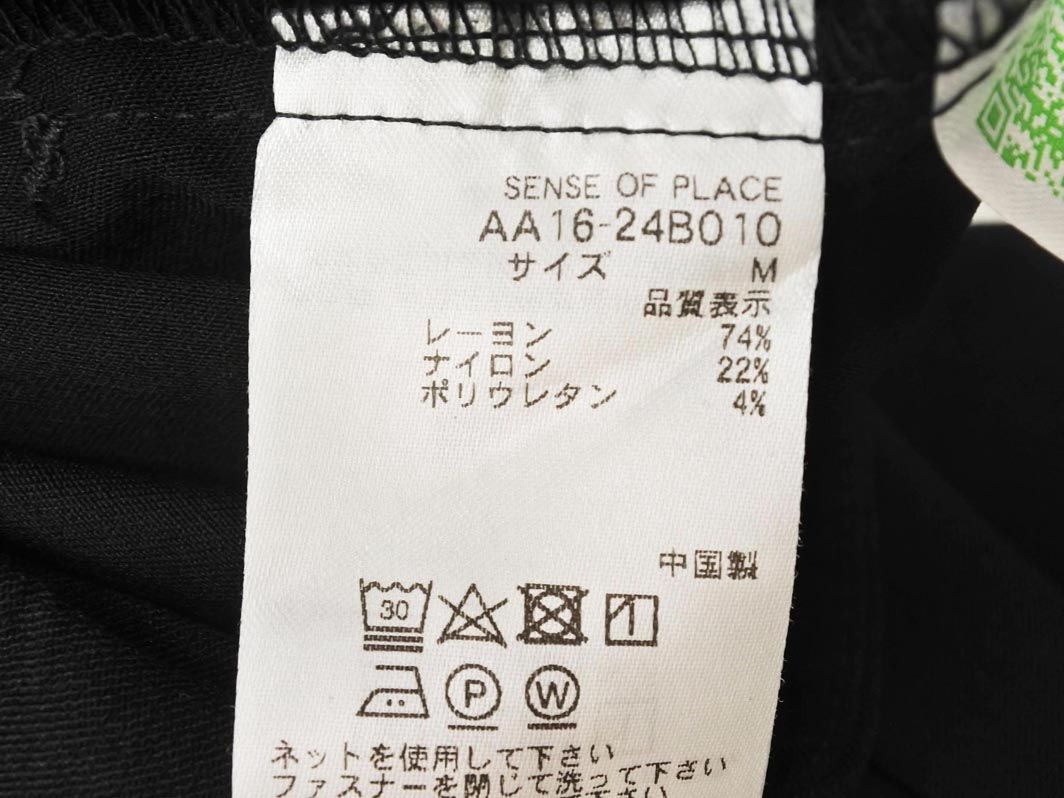 SENSE OF PLACE
AA16-24B010
サイズ M
品質表示
レーヨン 74%
ナイロン 22%
ポリウレタン 4%
中国製
30
P W
ネットを使用して下さい
ファスナーを閉じて洗って下さい